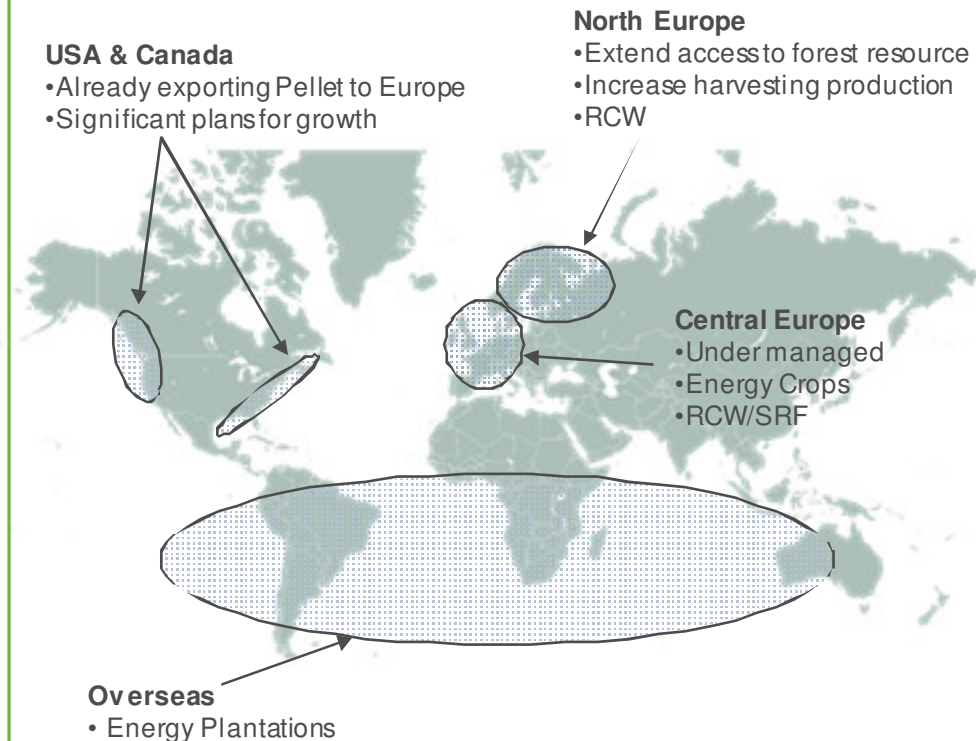 North Europe
•Extend access to forest resource
•Increase harvesting production
•RCW
USA & Canada
•Already exporting Pellet to Europe
•Significant plans for growth
Central Europe
•Under managed
•Energy Crops
•RCW/SRF
Overseas
• Energy Plantations